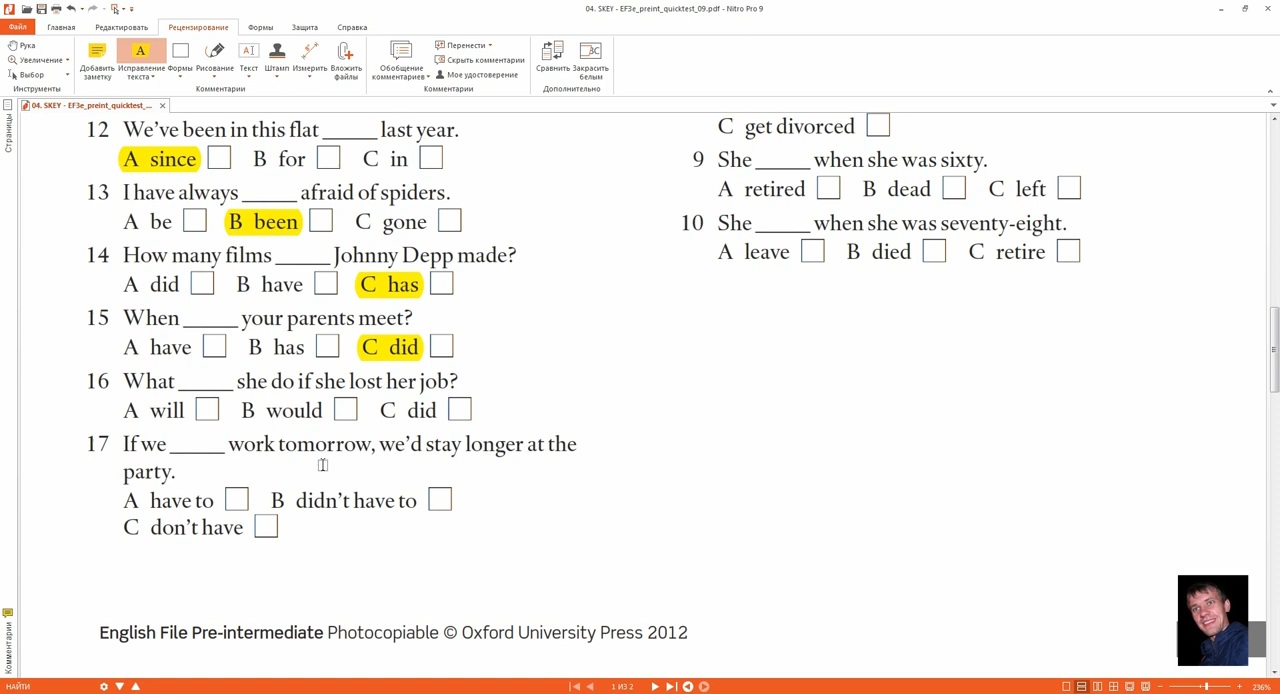 04. SKEY - EF3e_preint_quicktest_09.pdf - Nitro Pro 9
Файл Главная Редактировать Рецензирование Формы Защита Справка
Рука
Увеличение
Выбор
Инструменты
Добавить заметку
Исправление текста
Формы
Рисование
Текст
Штамп
Измерить
Вложить файлы
Комментарии
Обобщение комментариев
Перенести
Скрыть комментарии
Мое удостоверение
Комментарии
Сравнить
Закрасить белым
Дополнительно
04. SKEY - EF3e_preint_quicktest_...
Страницы
12 We've been in this flat _____ last year.
A since B for C in
13 I have always _____ afraid of spiders.
A be B been C gone
14 How many films _____ Johnny Depp made?
A did B have C has
15 When _____ your parents meet?
A have B has C did
16 What _____ she do if she lost her job?
A will B would C did
17 If we _____ work tomorrow, we'd stay longer at the
party.
A have to B didn't have to
C don't have
C get divorced
9 She _____ when she was sixty.
A retired B dead C left
10 She _____ when she was seventy-eight.
A leave B died C retire
English File Pre-intermediate Photocopiable © Oxford University Press 2012
Комментарии
НАЙТИ
1 ИЗ 2
236%